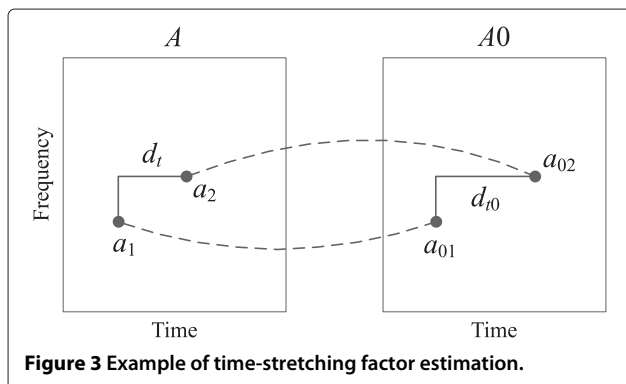 A A0
Frequency
d_t
a_2
a_1
a_02
d_t0
a_01
Time Time
Figure 3 Example of time-stretching factor estimation.